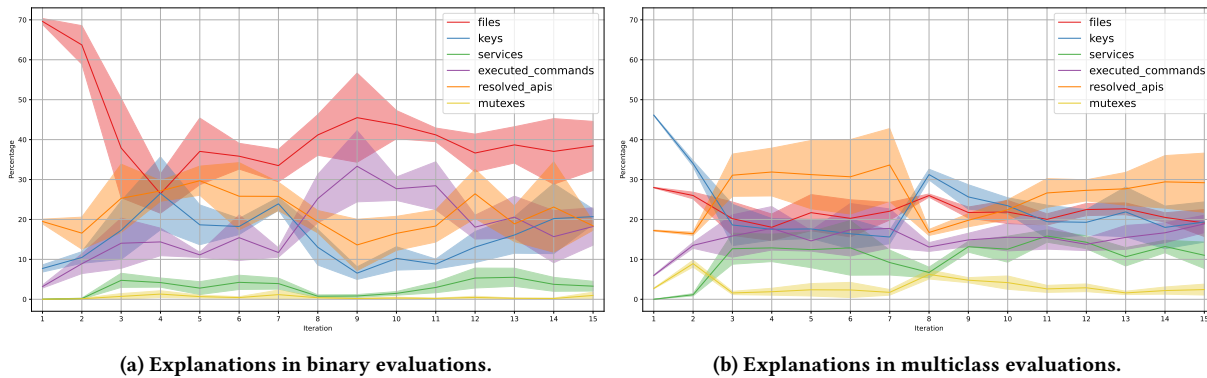 70
60
50
40
30
20
10
0
Percentage
files
keys
services
executed_commands
resolved_apis
mutexes
1 2 3 4 5 6 7 8 9 10 11 12 13 14 15
Iteration
(a) Explanations in binary evaluations.
70
60
50
40
30
20
10
0
Percentage
files
keys
services
executed_commands
resolved_apis
mutexes
1 2 3 4 5 6 7 8 9 10 11 12 13 14 15
Iteration
(b) Explanations in multiclass evaluations.